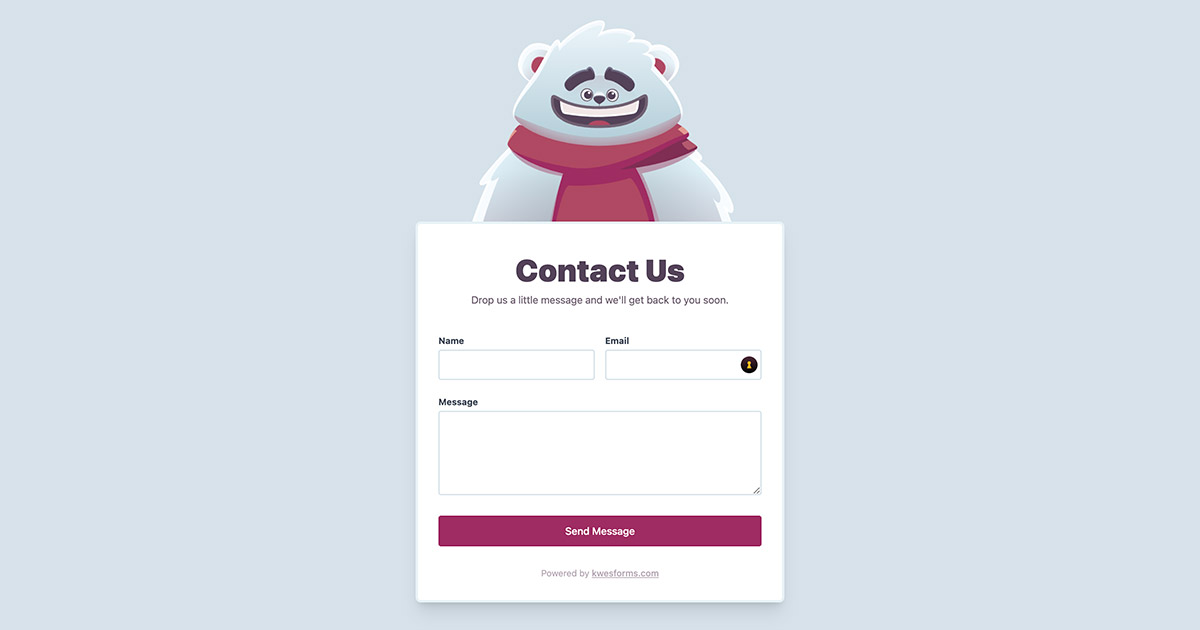 Contact Us
Drop us a little message and we'll get back to you soon.
Name
Email
Message
Send Message
Powered by kwesforms.com